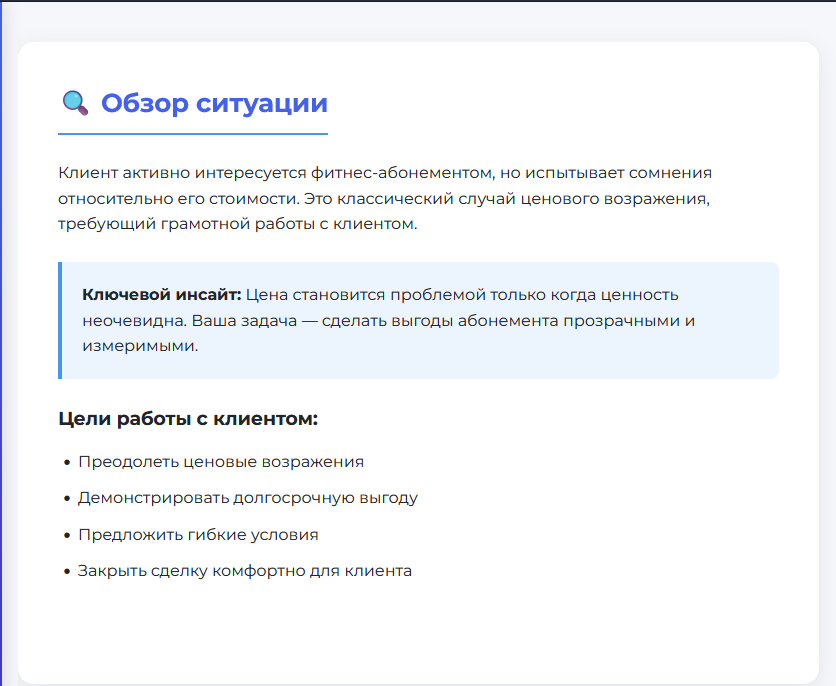 Обзор ситуации
Клиент активно интересуется фитнес-абонементом, но испытывает сомнения
относительно его стоимости. Это классический случай ценового возражения,
требующий грамотной работы с клиентом.
Ключевой инсайт: Цена становится проблемой только когда ценность
неочевидна. Ваша задача — сделать выгоды абонемента прозрачными и
измеримыми.
Цели работы с клиентом:
• Преодолеть ценовые возражения
• Демонстрировать долгосрочную выгоду
• Предложить гибкие условия
• Закрыть сделку комфортно для клиента